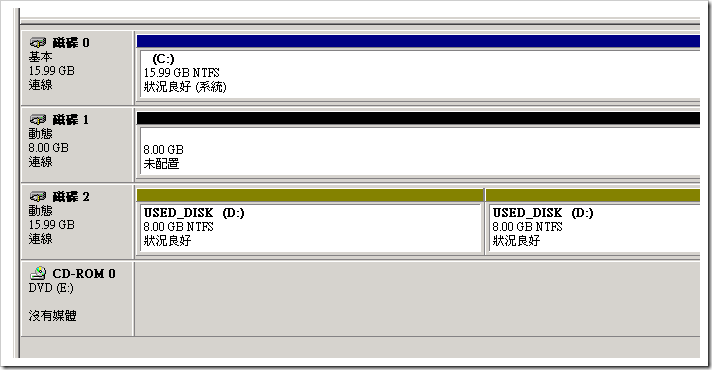 磁碟 0
基本
15.99 GB
連線
(C:)
15.99 GB NTFS
狀況良好 (系統)
磁碟 1
動態
8.00 GB
連線
8.00 GB
未配置
磁碟 2
動態
15.99 GB
連線
USED_DISK (D:)
8.00 GB NTFS
狀況良好
USED_DISK (D:)
8.00 GB NTFS
狀況良好
CD-ROM 0
DVD (E:)
沒有媒體